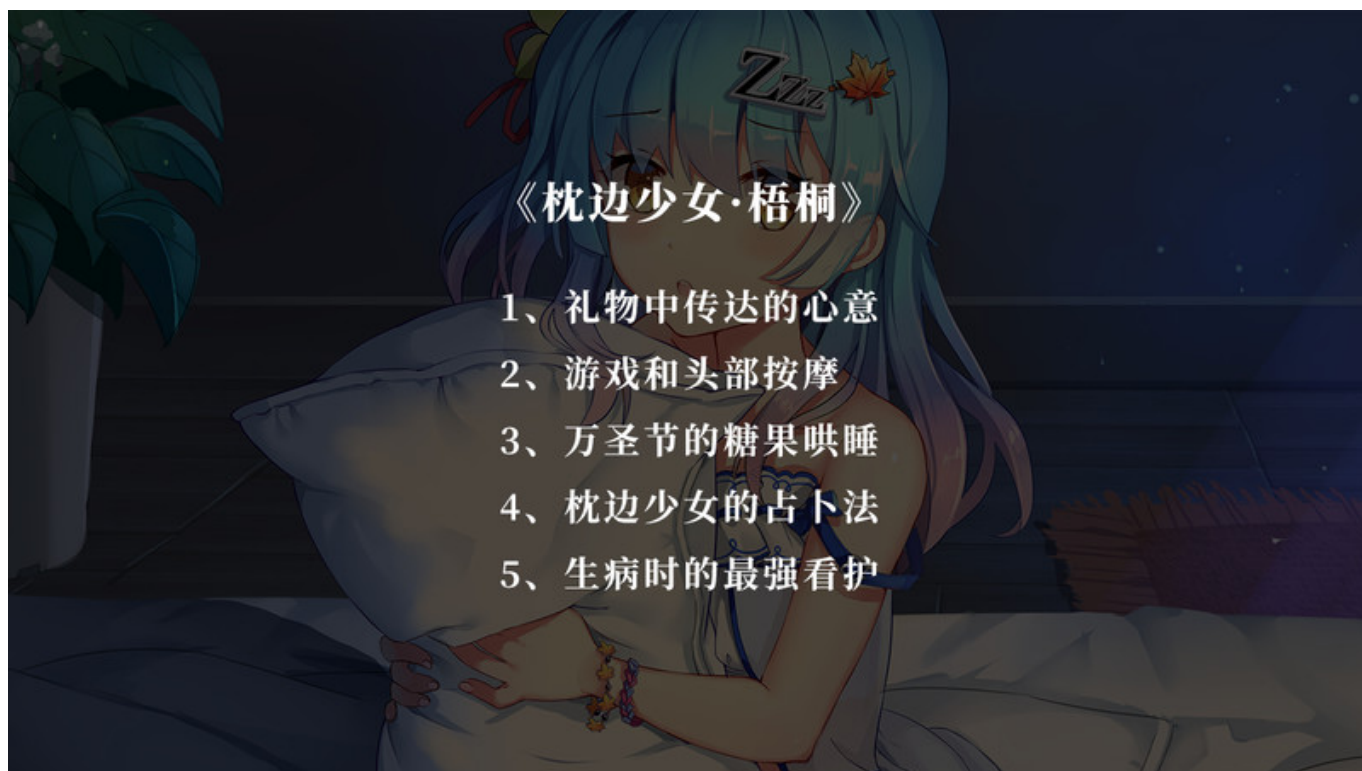 Zzz
《枕边少女·梧桐》
1、礼物中传达的心意
2、游戏和头部按摩
3、万圣节的糖果哄睡
4、枕边少女的占卜法
5、生病时的最强看护